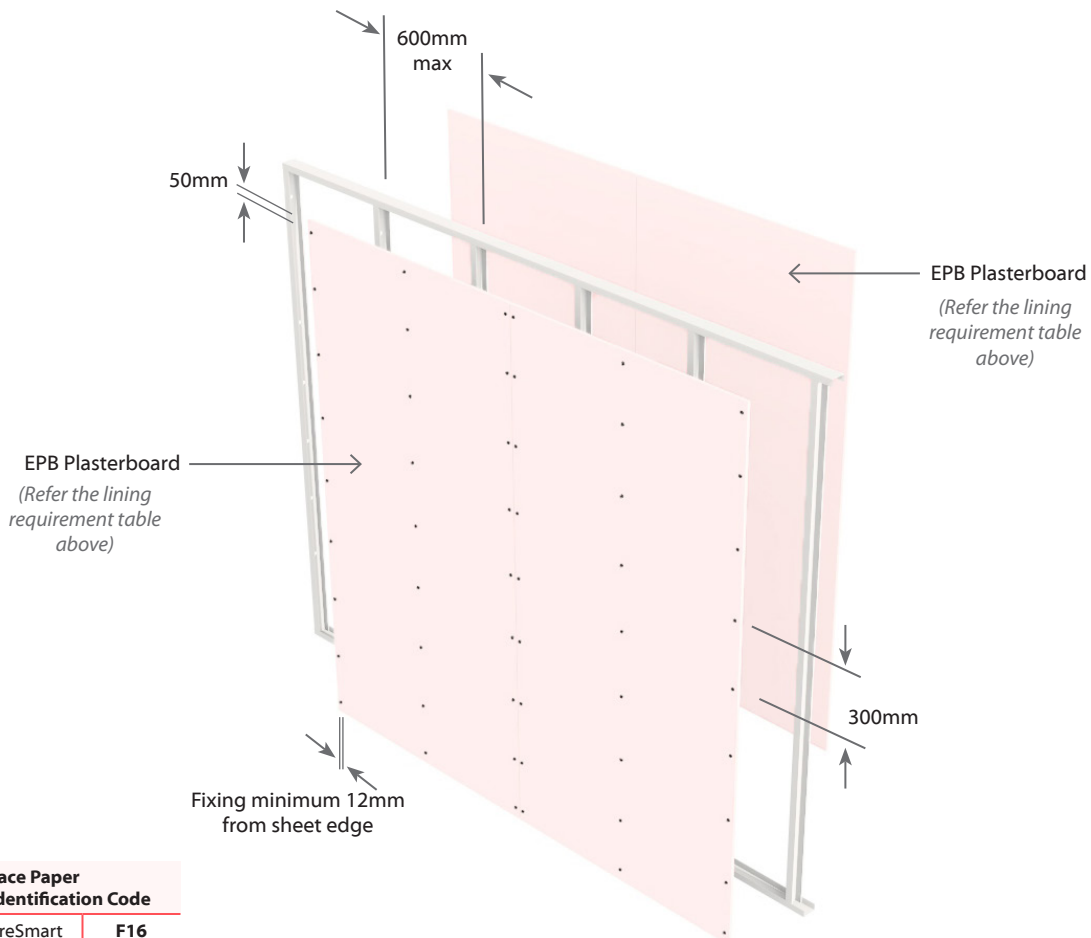 600mm
max
50mm
EPB Plasterboard
(Refer the lining
requirement table
above)
EPB Plasterboard
(Refer the lining
requirement table
above)
300mm
Fixing minimum 12mm
from sheet edge
ace Paper
dentification Code
reSmart F16